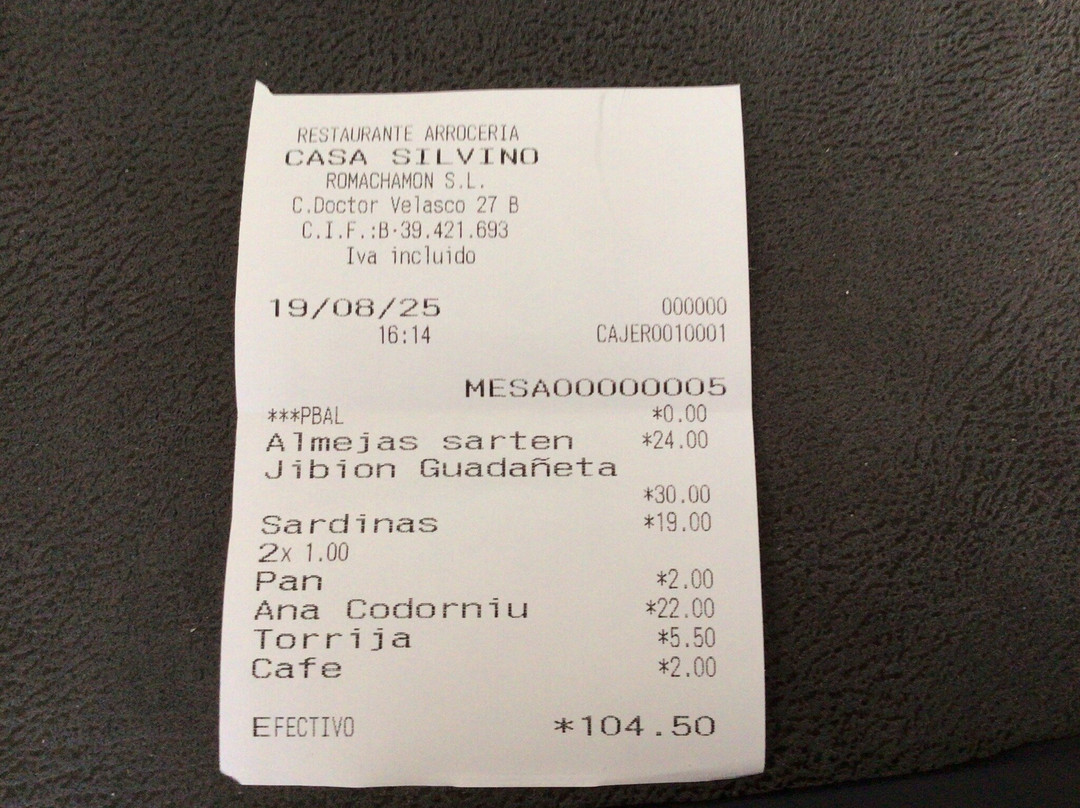 RESTAURANTE ARROCERIA
CASA SILVINO
ROMACHAMON S.L.
C.Doctor Velasco 27 B
C.I.F.:B-39.421.693
Iva incluido
19/08/25 000000
16:14 CAJERO010001
MESA00000005
***PBAL *0.00
Almejas sarten *24.00
Jibion Guadañeta
*30.00
Sardinas *19.00
2x 1.00
Pan *2.00
Ana Codorniu *22.00
Torrija *5.50
Cafe *2.00
EFECTIVO *104.50